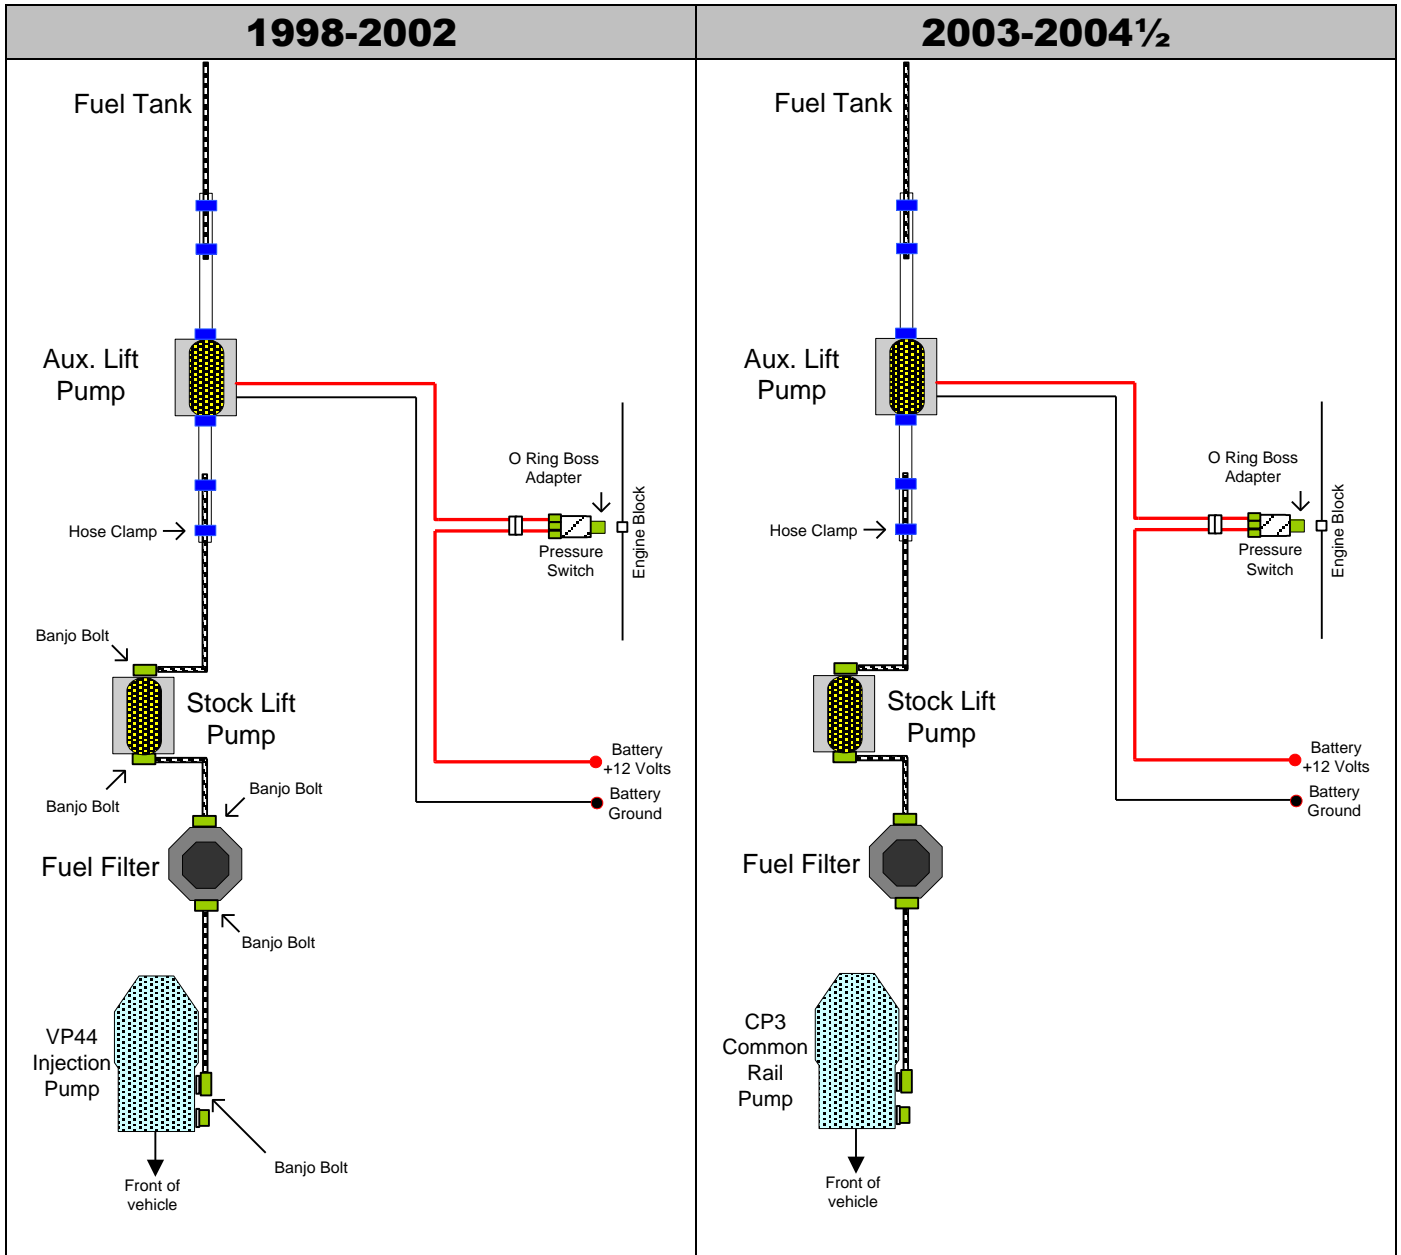 1998-2002
Fuel Tank
Aux. Lift
Pump
O Ring Boss
Adapter
Hose Clamp
Pressure
Switch
Engine Block
Banjo Bolt
Stock Lift
Pump
Banjo Bolt
Banjo Bolt
Battery
+12 Volts
Battery
Ground
Fuel Filter
Banjo Bolt
VP44
Injection
Pump
Banjo Bolt
Front of
vehicle
2003-2004½
Fuel Tank
Aux. Lift
Pump
O Ring Boss
Adapter
Hose Clamp
Pressure
Switch
Engine Block
Stock Lift
Pump
Battery
+12 Volts
Battery
Ground
Fuel Filter
CP3
Common
Rail
Pump
Front of
vehicle